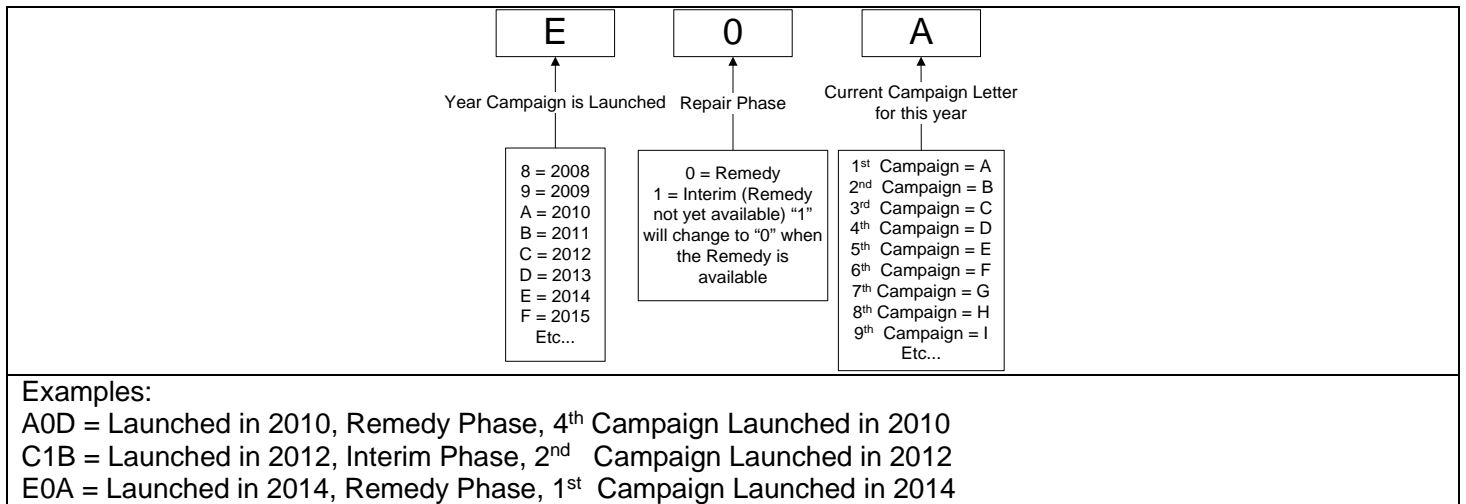 E 0 A
Year Campaign is Launched
Repair Phase
Current Campaign Letter
for this year
8 = 2008
9 = 2009
A = 2010
B = 2011
C = 2012
D = 2013
E = 2014
F = 2015
Etc...
0 = Remedy
1 = Interim (Remedy
not yet available) “1”
will change to “0” when
the Remedy is
available
1st Campaign = A
2nd Campaign = B
3rd Campaign = C
4th Campaign = D
5th Campaign = E
6th Campaign = F
7th Campaign = G
8th Campaign = H
9th Campaign = I
Etc...
Examples:
A0D = Launched in 2010, Remedy Phase, 4th Campaign Launched in 2010
C1B = Launched in 2012, Interim Phase, 2nd Campaign Launched in 2012
E0A = Launched in 2014, Remedy Phase, 1st Campaign Launched in 2014